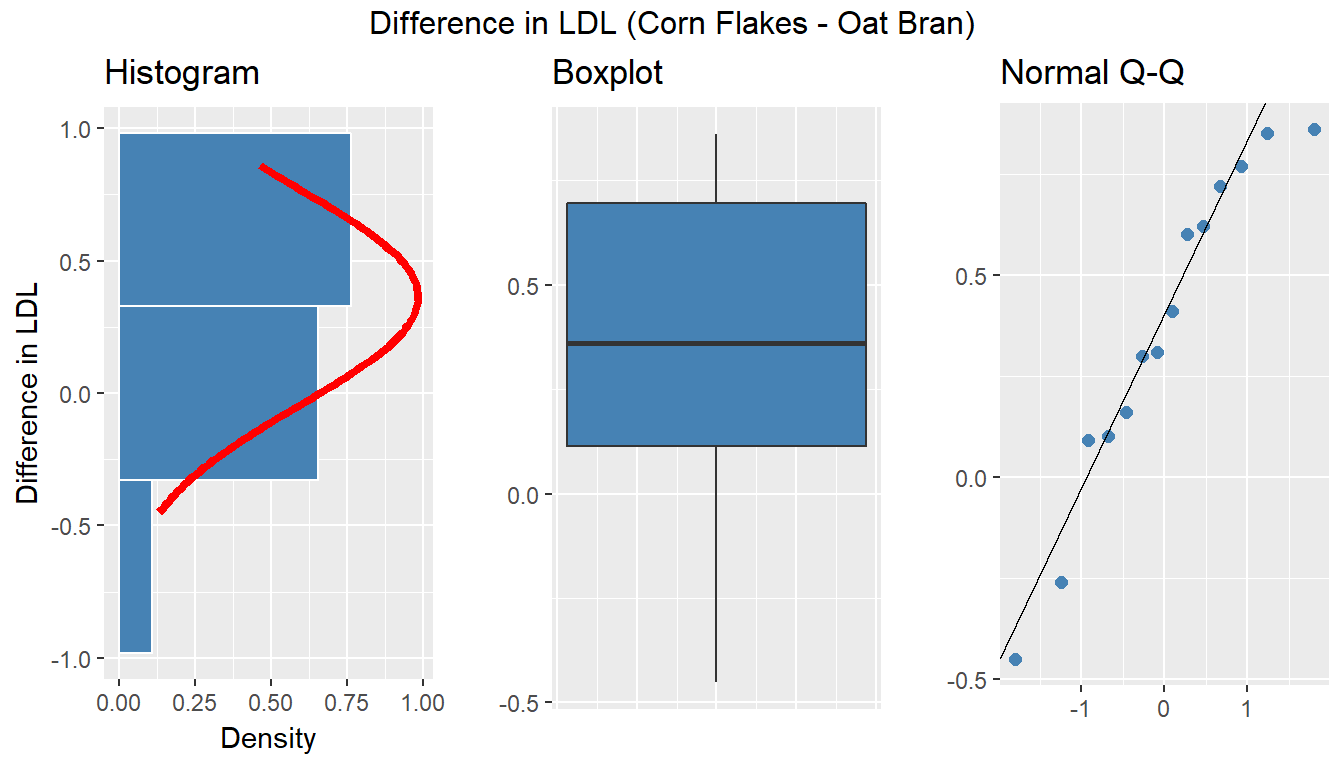 Difference in LDL (Corn Flakes - Oat Bran)
Histogram
Difference in LDL
1.0
0.5
0.0
-0.5
-1.0
0.00 0.25 0.50 0.75 1.00
Density
Boxplot
0.5
0.0
-0.5
Normal Q-Q
0.5
0.0
-0.5
-1 0 1